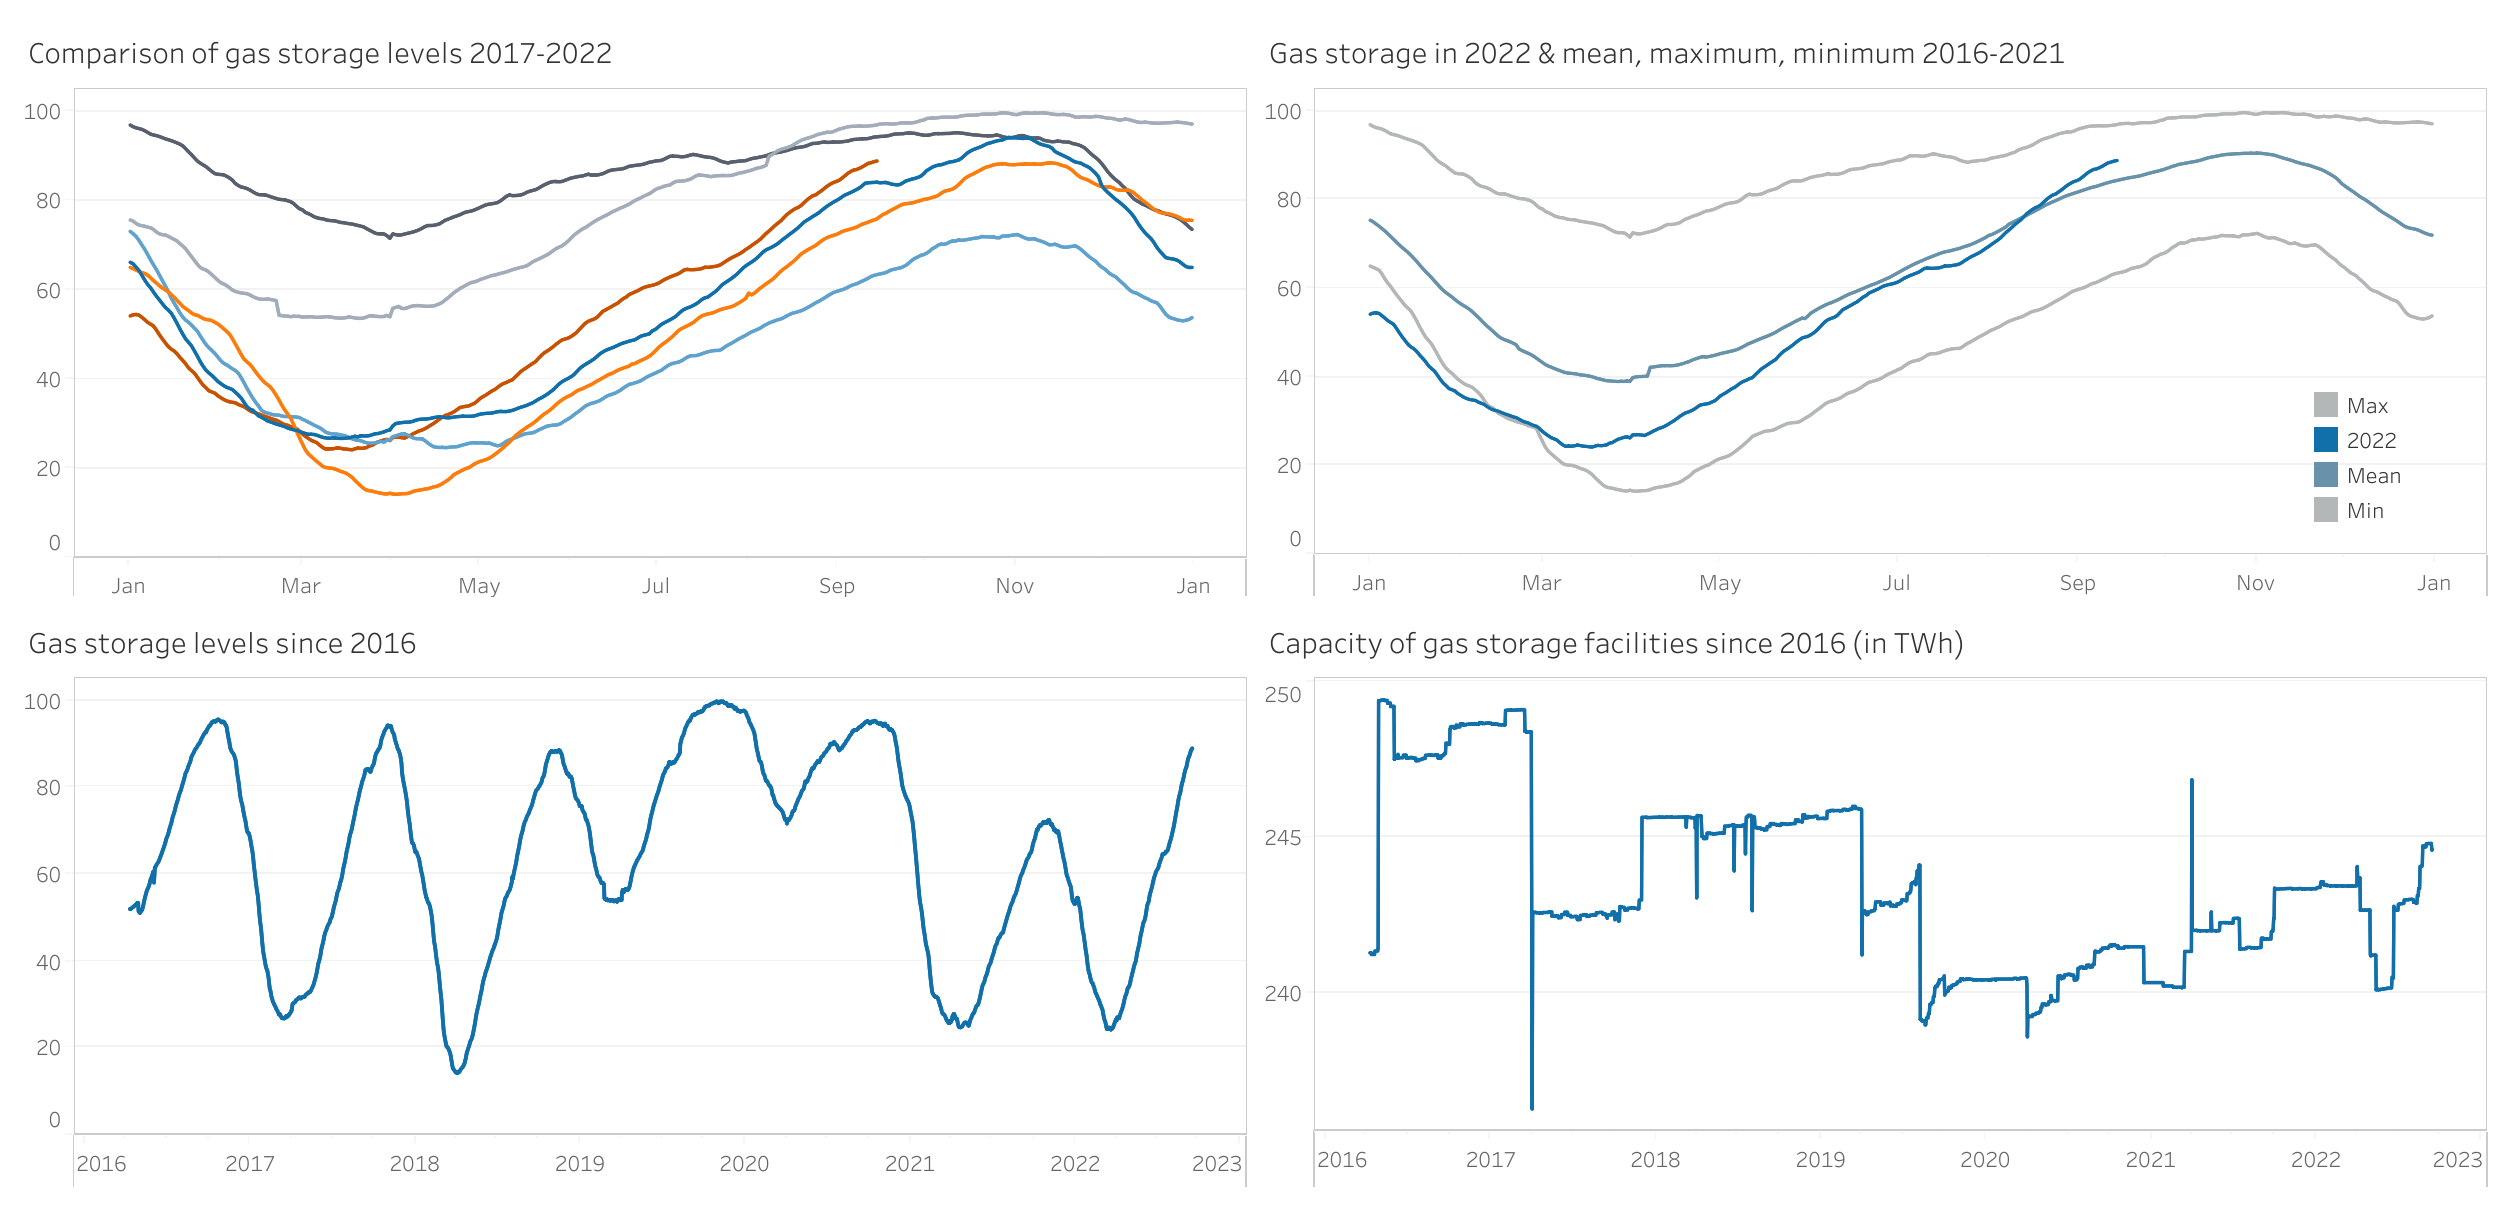 Comparison of gas storage levels 2017-2022
100
80
60
40
20
0
Jan Mar May Jul Sep Nov Jan
Gas storage in 2022 & mean, maximum, minimum 2016-2021
100
80
60
40
20
0
Max
2022
Mean
Min
Jan Mar May Jul Sep Nov Jan
Gas storage levels since 2016
100
80
60
40
20
0
2016 2017 2018 2019 2020 2021 2022 2023
Capacity of gas storage facilities since 2016 (in TWh)
250
245
240
2016 2017 2018 2019 2020 2021 2022 2023